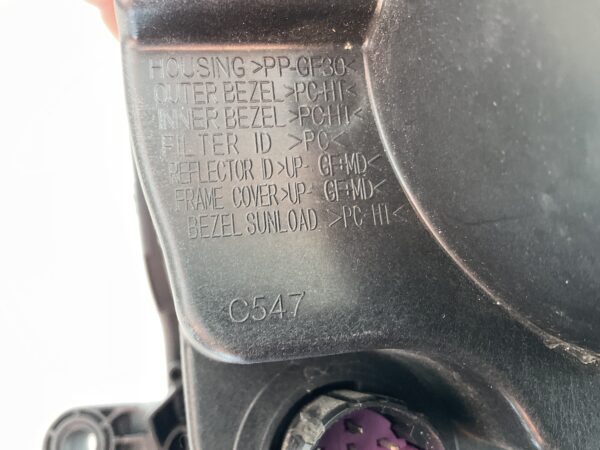 HOUSING >PP-GF30<
OUTER BEZEL >PC-HT<
INNER BEZEL >PC-HT<
FILTER ID >PC<
REFLECTOR ID >UP- GF+MD<
FRAME COVER >UP- GF+MD<
BEZEL SUNLOAD >PC-HT<
C547